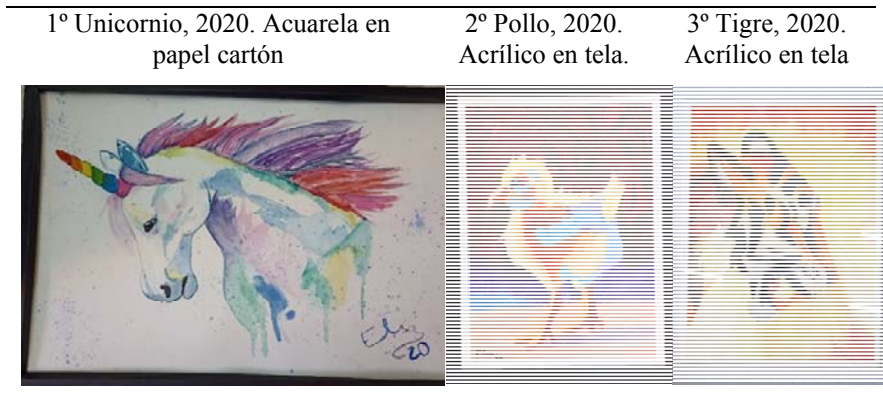 1º Unicornio, 2020. Acuarela en
papel cartón
2º Pollo, 2020.
Acrílico en tela.
3º Tigre, 2020.
Acrílico en tela
20